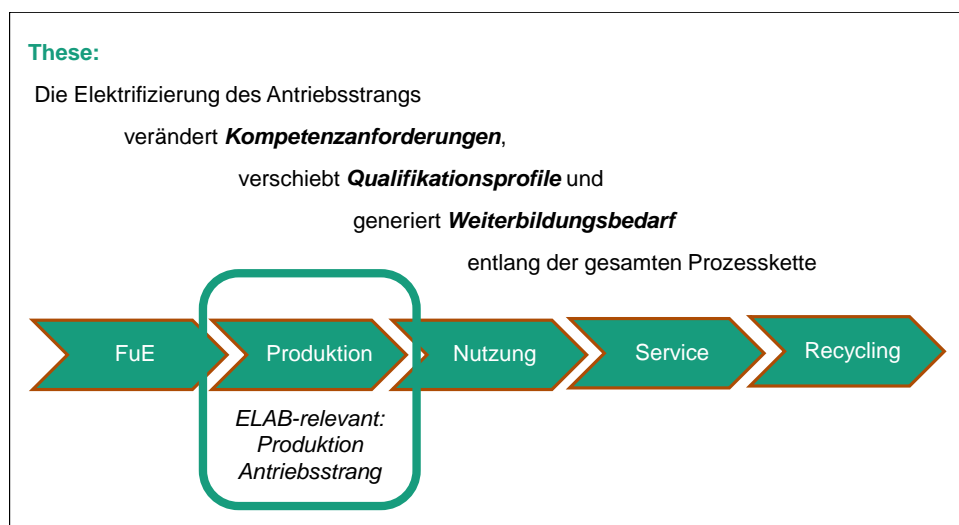 These:
Die Elektrifizierung des Antriebsstrangs
verändert Kompetenzanforderungen,
verschiebt Qualifikationsprofile und
generiert Weiterbildungsbedarf
entlang der gesamten Prozesskette
FuE
Produktion
Nutzung
Service
Recycling
ELAB-relevant:
Produktion
Antriebsstrang